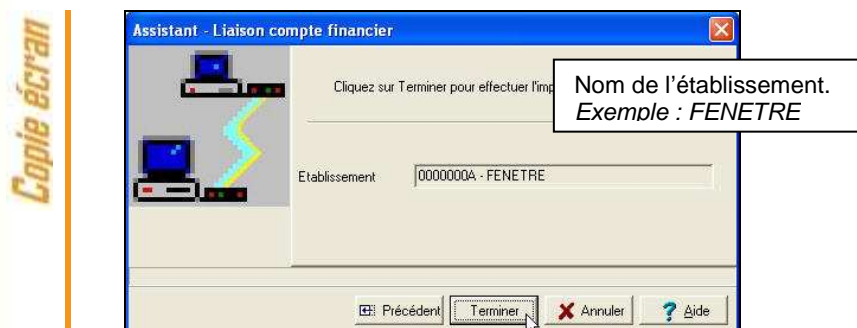 Copie écran
Assistant - Liaison compte financier
Cliquez sur Terminer pour effectuer l'imp
Nom de l'établissement.
Exemple : FENETRE
Etablissement 0000000A - FENETRE
Précédent Terminer Annuler ? Aide